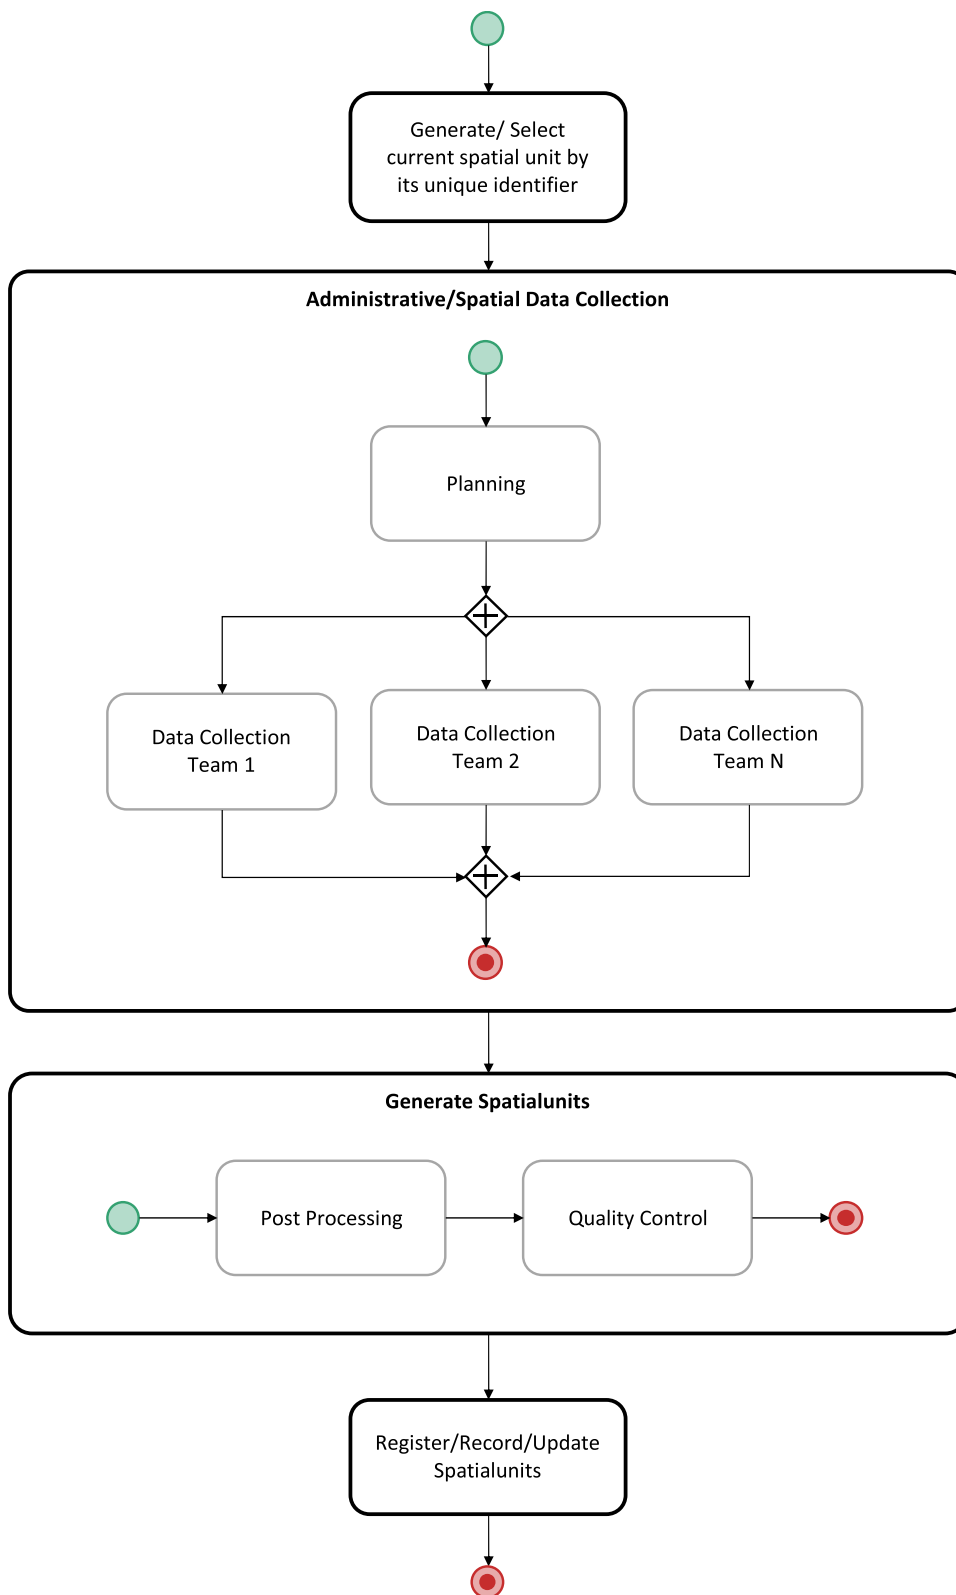 Generate/ Select
current spatial unit by
its unique identifier
Administrative/Spatial Data Collection
Planning
Data Collection
Team 1
Data Collection
Team 2
Data Collection
Team N
Generate Spatialunits
Post Processing
Quality Control
Register/Record/Update
Spatialunits